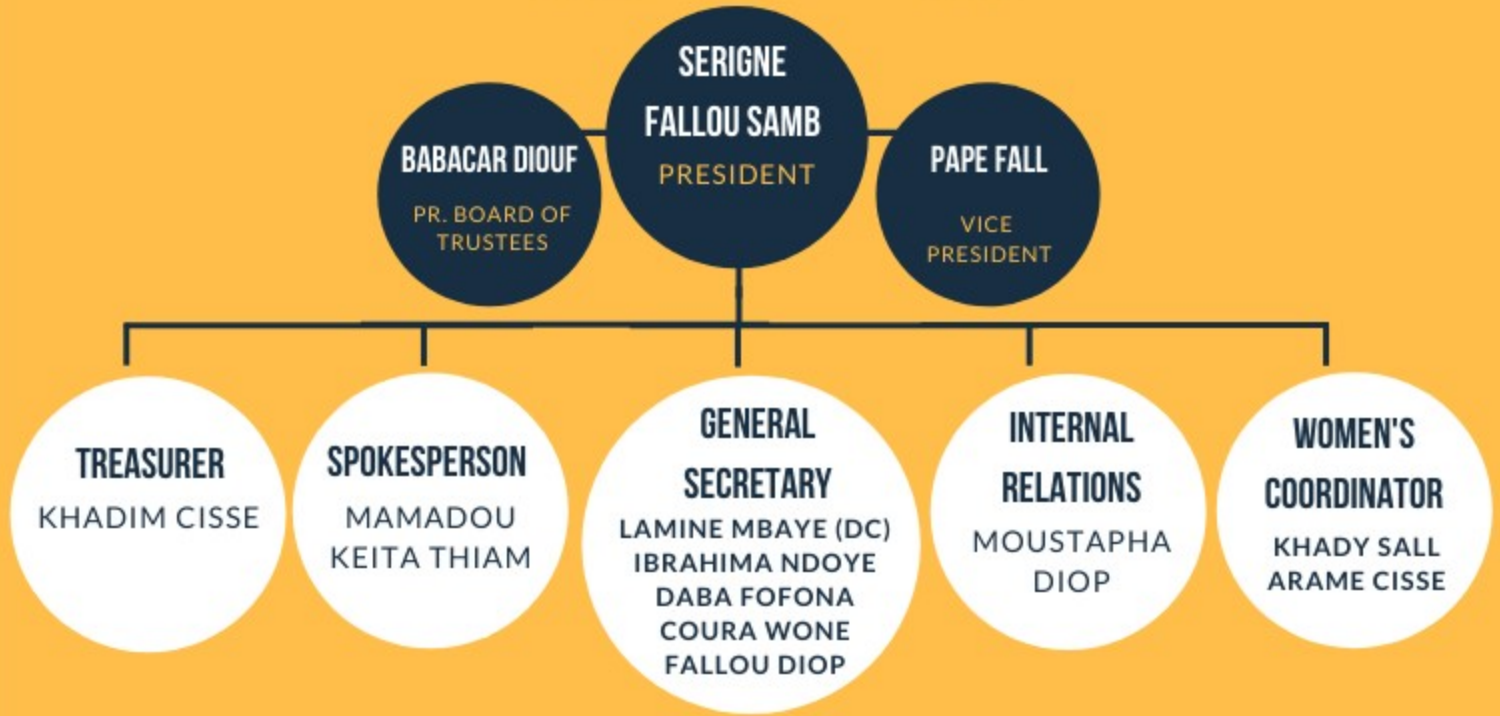 SERIGNE
FALLOU SAMB
PRESIDENT
BABACAR DIOUF
PR. BOARD OF
TRUSTEES
PAPE FALL
VICE
PRESIDENT
TREASURER
KHADIM CISSE
SPOKESPERSON
MAMADOU
KEITA THIAM
GENERAL
SECRETARY
LAMINE MBAYE (DC)
IBRAHIMA NDOYE
DABA FOFONA
COURA WONE
FALLOU DIOP
INTERNAL
RELATIONS
MOUSTAPHA
DIOP
WOMEN'S
COORDINATOR
KHADY SALL
ARAME CISSE